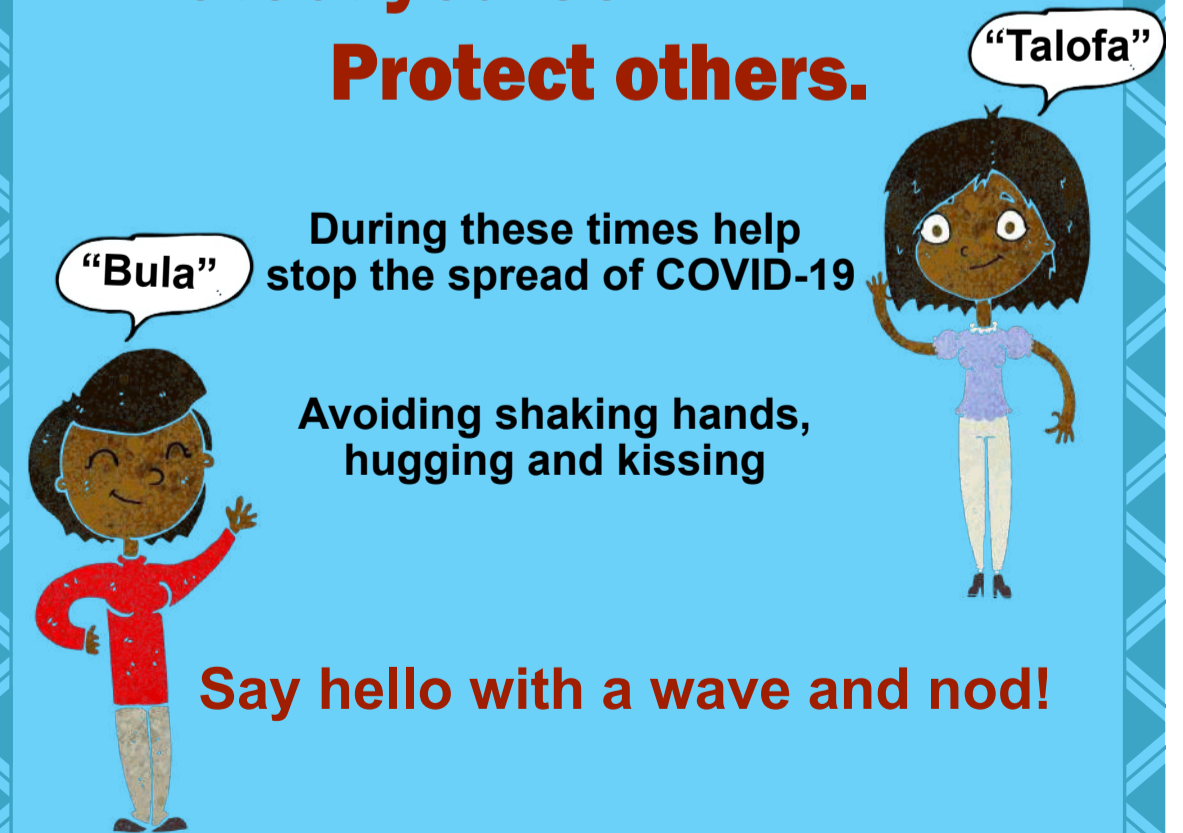 Protect others.
“Talofa”
During these times help
stop the spread of COVID-19
“Bula”
Avoiding shaking hands,
hugging and kissing
Say hello with a wave and nod!